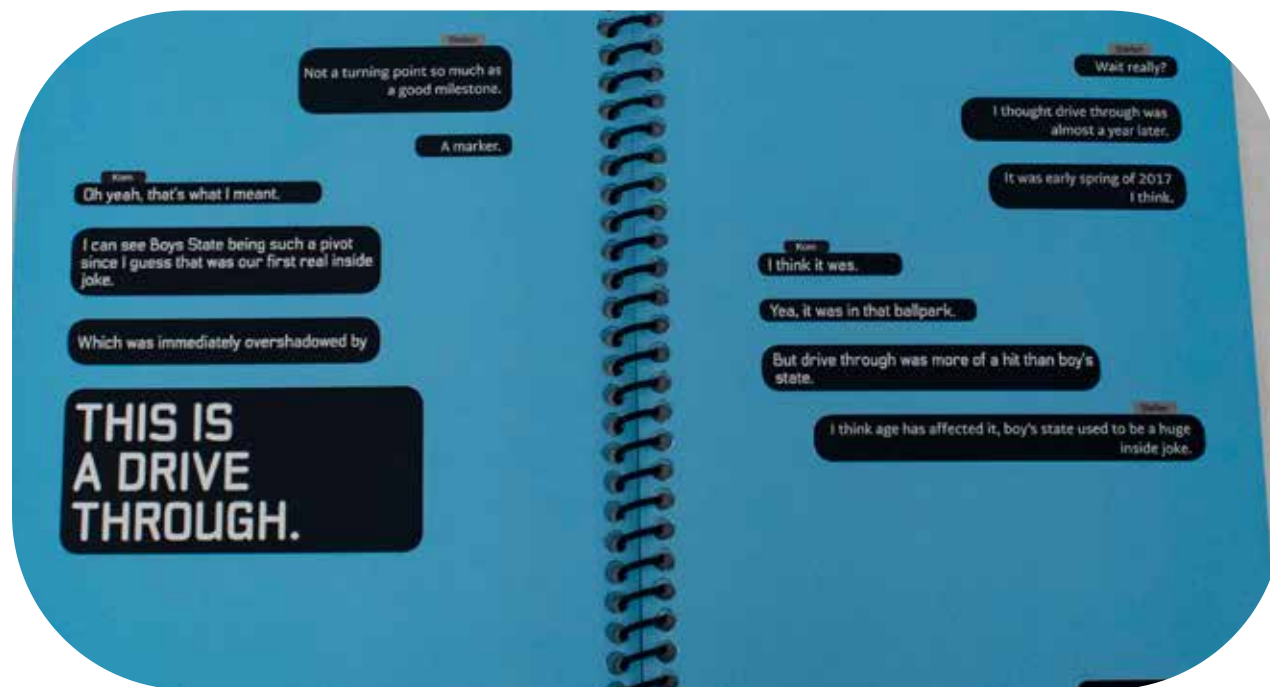 Not a turning point so much as
a good milestone.
A marker.
Kom
Oh yeah, that's what I meant.
I can see Boys State being such a pivot
since I guess that was our first real inside
joke.
Which was immediately overshadowed by
THIS IS
A DRIVE
THROUGH.
Wait really?
I thought drive through was
almost a year later.
It was early spring of 2017
I think.
Kom
I think it was.
Yea, it was in that ballpark.
But drive through was more of a hit than boy's
state.
I think age has affected it, boy's state used to be a huge
inside joke.